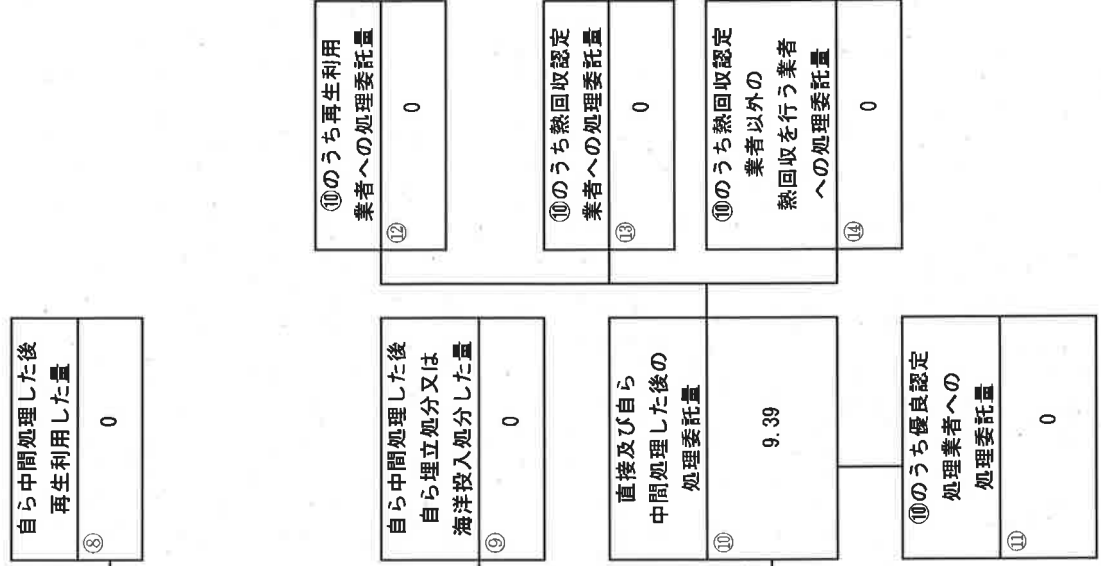 自ら中間処理した後
再生利用した量
⑧
0
自ら中間処理した後
自ら埋立処分又は
海洋投入処分した量
⑨
0
直接及び自ら
中間処理した後の
処理委託量
⑩
9.39
⑩のうち優良認定
処理業者への
処理委託量
⑪
0
⑩のうち再生利用
業者への処理委託量
⑫
0
⑩のうち熱回収認定
業者への処理委託量
⑬
0
⑩のうち熱回収認定
業者以外の
熱回収を行う業者
への処理委託量
⑭
0